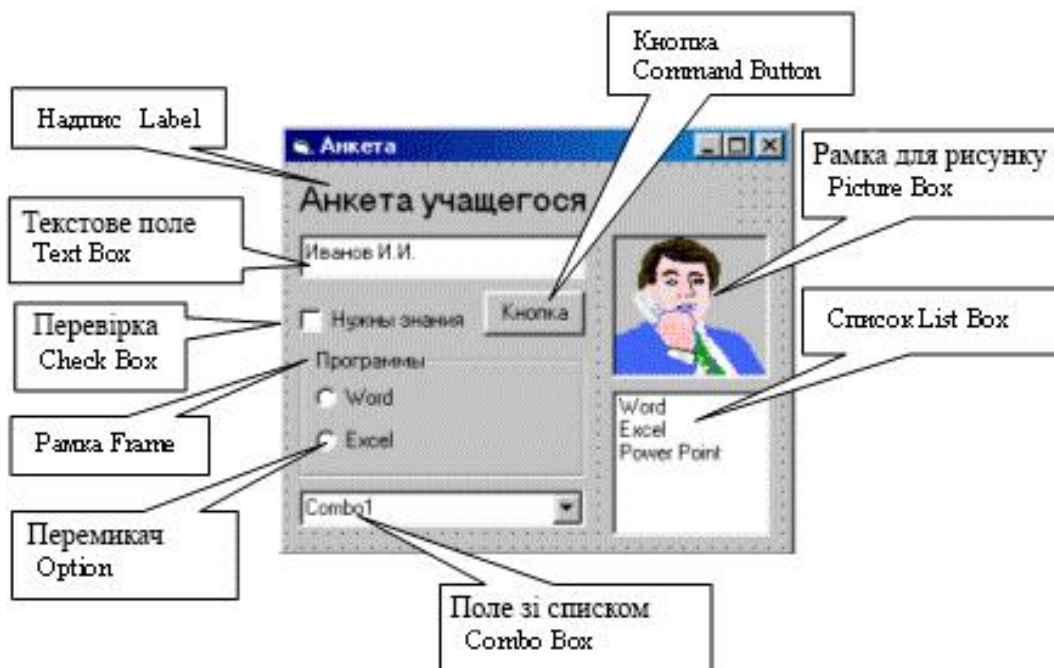 Кнопка
Command Button
Надпис Label
Анкета
Рамка для рисунку
Picture Box
Анкета учащегося
Текстове поле
Text Box
Иванов И.И.
Перевірка
Check Box
Нужны знания
Кнопка
Список List Box
Программы
Word
Excel
Рамка Frame
Word
Excel
Power Point
Combo1
Перемикач
Option
Поле зі списком
Combo Box